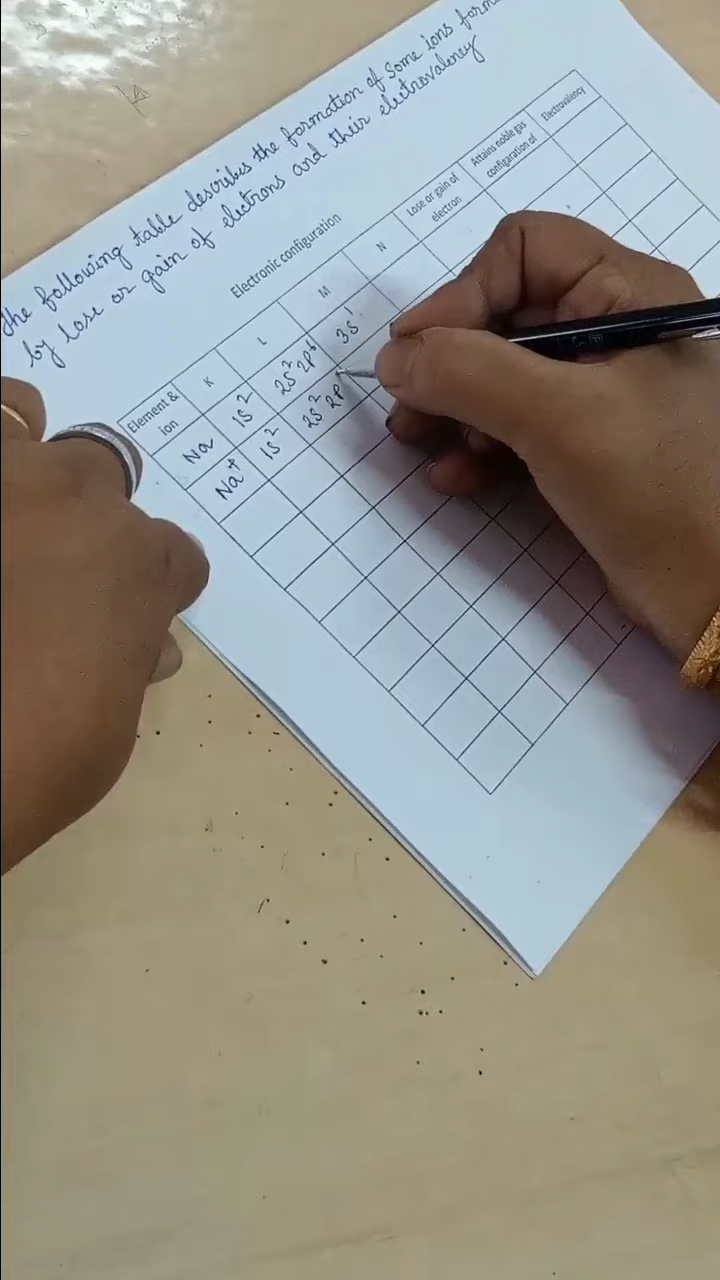 The following table describes the formation of some ions
by lose or gain of electrons and their electrovalency
Electronic configuration
Element & ion K L M N Lose or gain of electron Attains noble gas configaration of Electrovalency
Na 1S² 2S² 2P⁶ 3S¹
Na⁺ 1S² 2S² 2P